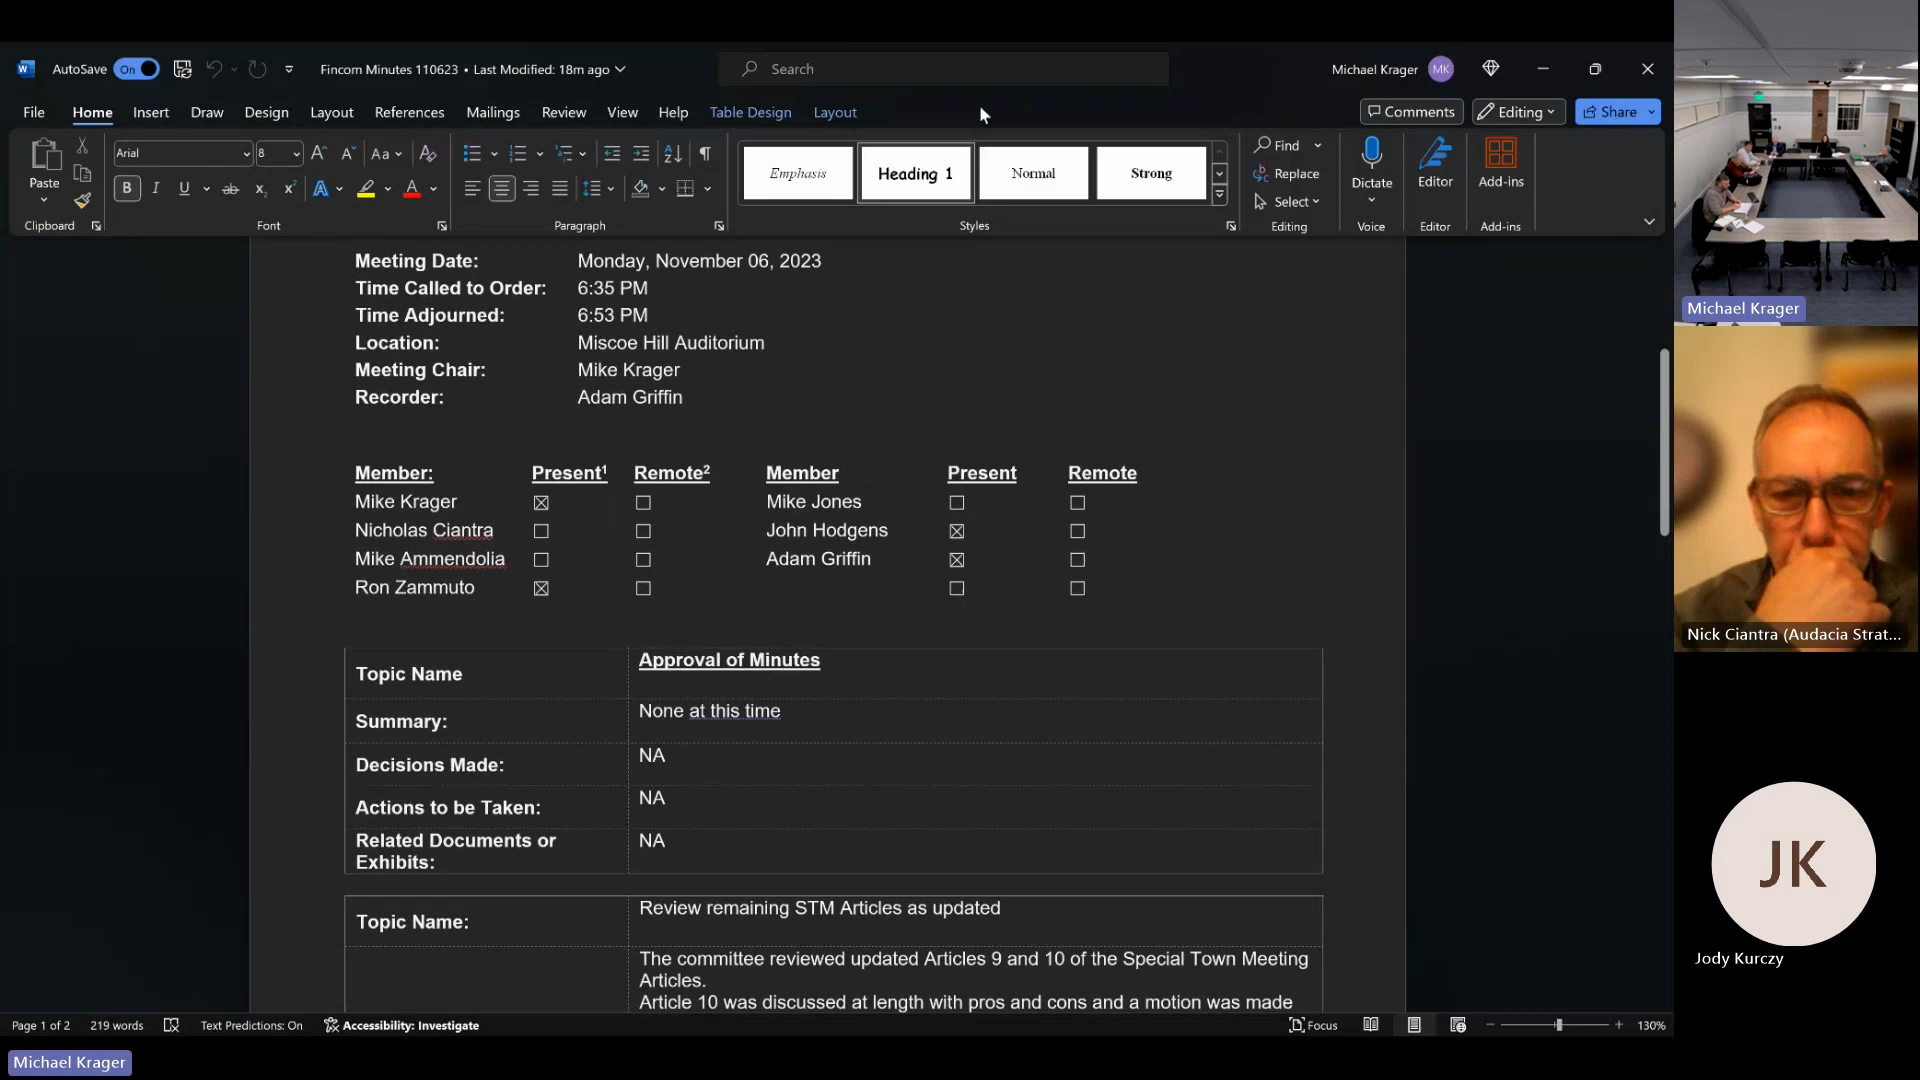 AutoSave On Fincom Minutes 110623 • Last Modified: 18m ago Search Michael Krager MK
File Home Insert Draw Design Layout References Mailings Review View Help Table Design Layout Comments Editing Share
Paste Arial 8 Aa Emphasis Heading 1 Normal Strong Find Replace Select Dictate Editor Add-ins
Clipboard Font Paragraph Styles Editing Voice Editor Add-ins
Meeting Date: Monday, November 06, 2023
Time Called to Order: 6:35 PM
Time Adjourned: 6:53 PM
Location: Miscoe Hill Auditorium
Meeting Chair: Mike Krager
Recorder: Adam Griffin
Member: Present¹ Remote² Member Present Remote
Mike Krager ☒ ☐ Mike Jones ☐ ☐
Nicholas Ciantra ☐ ☐ John Hodgens ☒ ☐
Mike Ammendolia ☐ ☐ Adam Griffin ☒ ☐
Ron Zammuto ☒ ☐ ☐ ☐
Topic Name Approval of Minutes
Summary: None at this time
Decisions Made: NA
Actions to be Taken: NA
Related Documents or Exhibits: NA
Topic Name: Review remaining STM Articles as updated
The committee reviewed updated Articles 9 and 10 of the Special Town Meeting
Articles.
Article 10 was discussed at length with pros and cons and a motion was made
Page 1 of 2 219 words Text Predictions: On Accessibility: Investigate Focus 130%
Michael Krager
Michael Krager
Nick Ciantra (Audacia Strat...
JK
Jody Kurczy